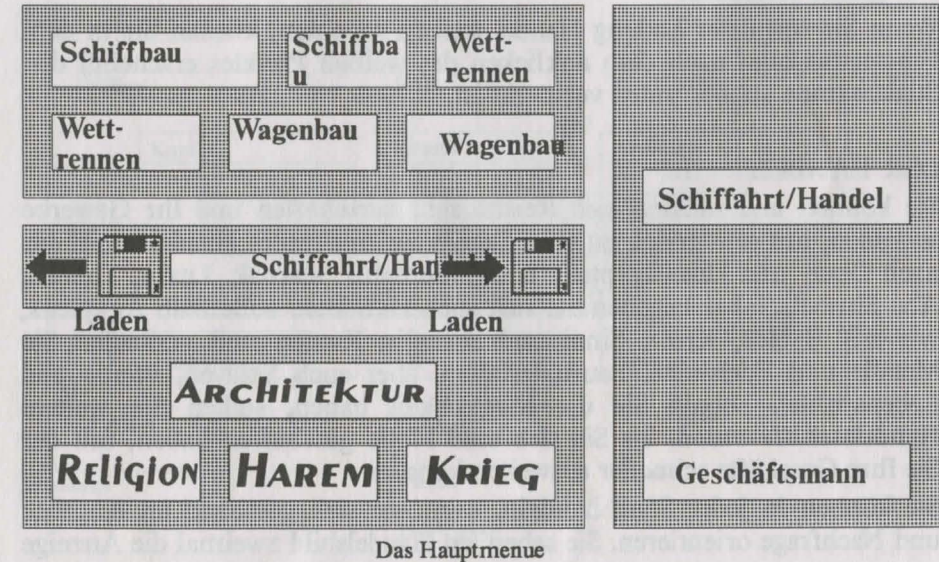 Schiffbau
Schiffba
u
Wett-
rennen
Wett-
rennen
Wagenbau
Wagenbau
Schiffahrt/Han
Laden
Laden
ARCHITEKTUR
RELIGION
HAREM
KRIEG
Schiffahrt/Handel
Geschäftsmann
Das Hauptmenue